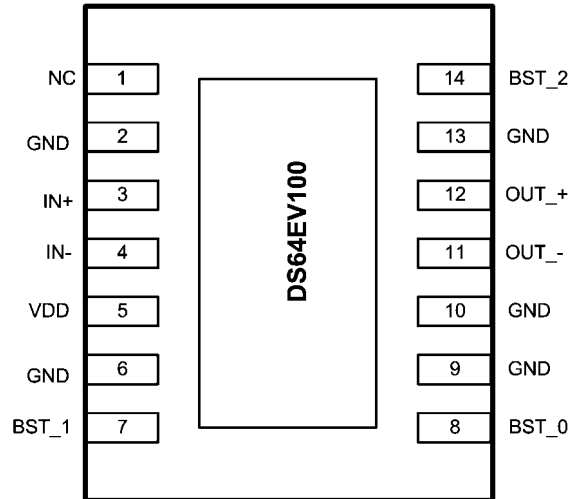 NC 1
GND 2
IN+ 3
IN- 4
VDD 5
GND 6
BST_1 7
DS64EV100
14 BST_2
13 GND
12 OUT_+
11 OUT_-
10 GND
9 GND
8 BST_0